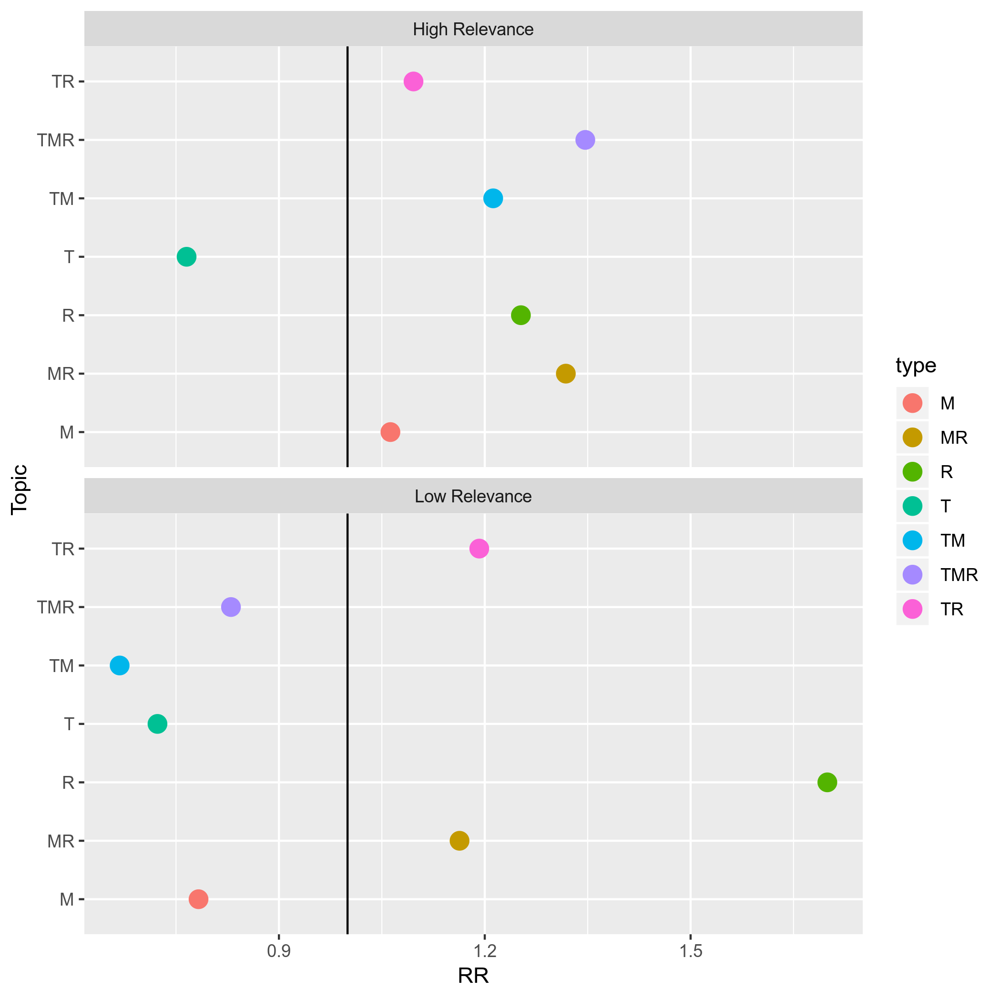 High Relevance
TR
TMR
TM
T
R
MR
M
Low Relevance
TR
TMR
TM
T
R
MR
M
0.9 1.2 1.5
RR
Topic
type
M
MR
R
T
TM
TMR
TR